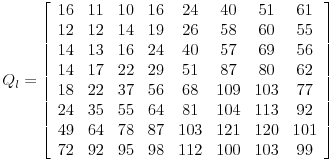 Q_l = [
16 11 10 16 24 40 51 61
12 12 14 19 26 58 60 55
14 13 16 24 40 57 69 56
14 17 22 29 51 87 80 62
18 22 37 56 68 109 103 77
24 35 55 64 81 104 113 92
49 64 78 87 103 121 120 101
72 92 95 98 112 100 103 99
]